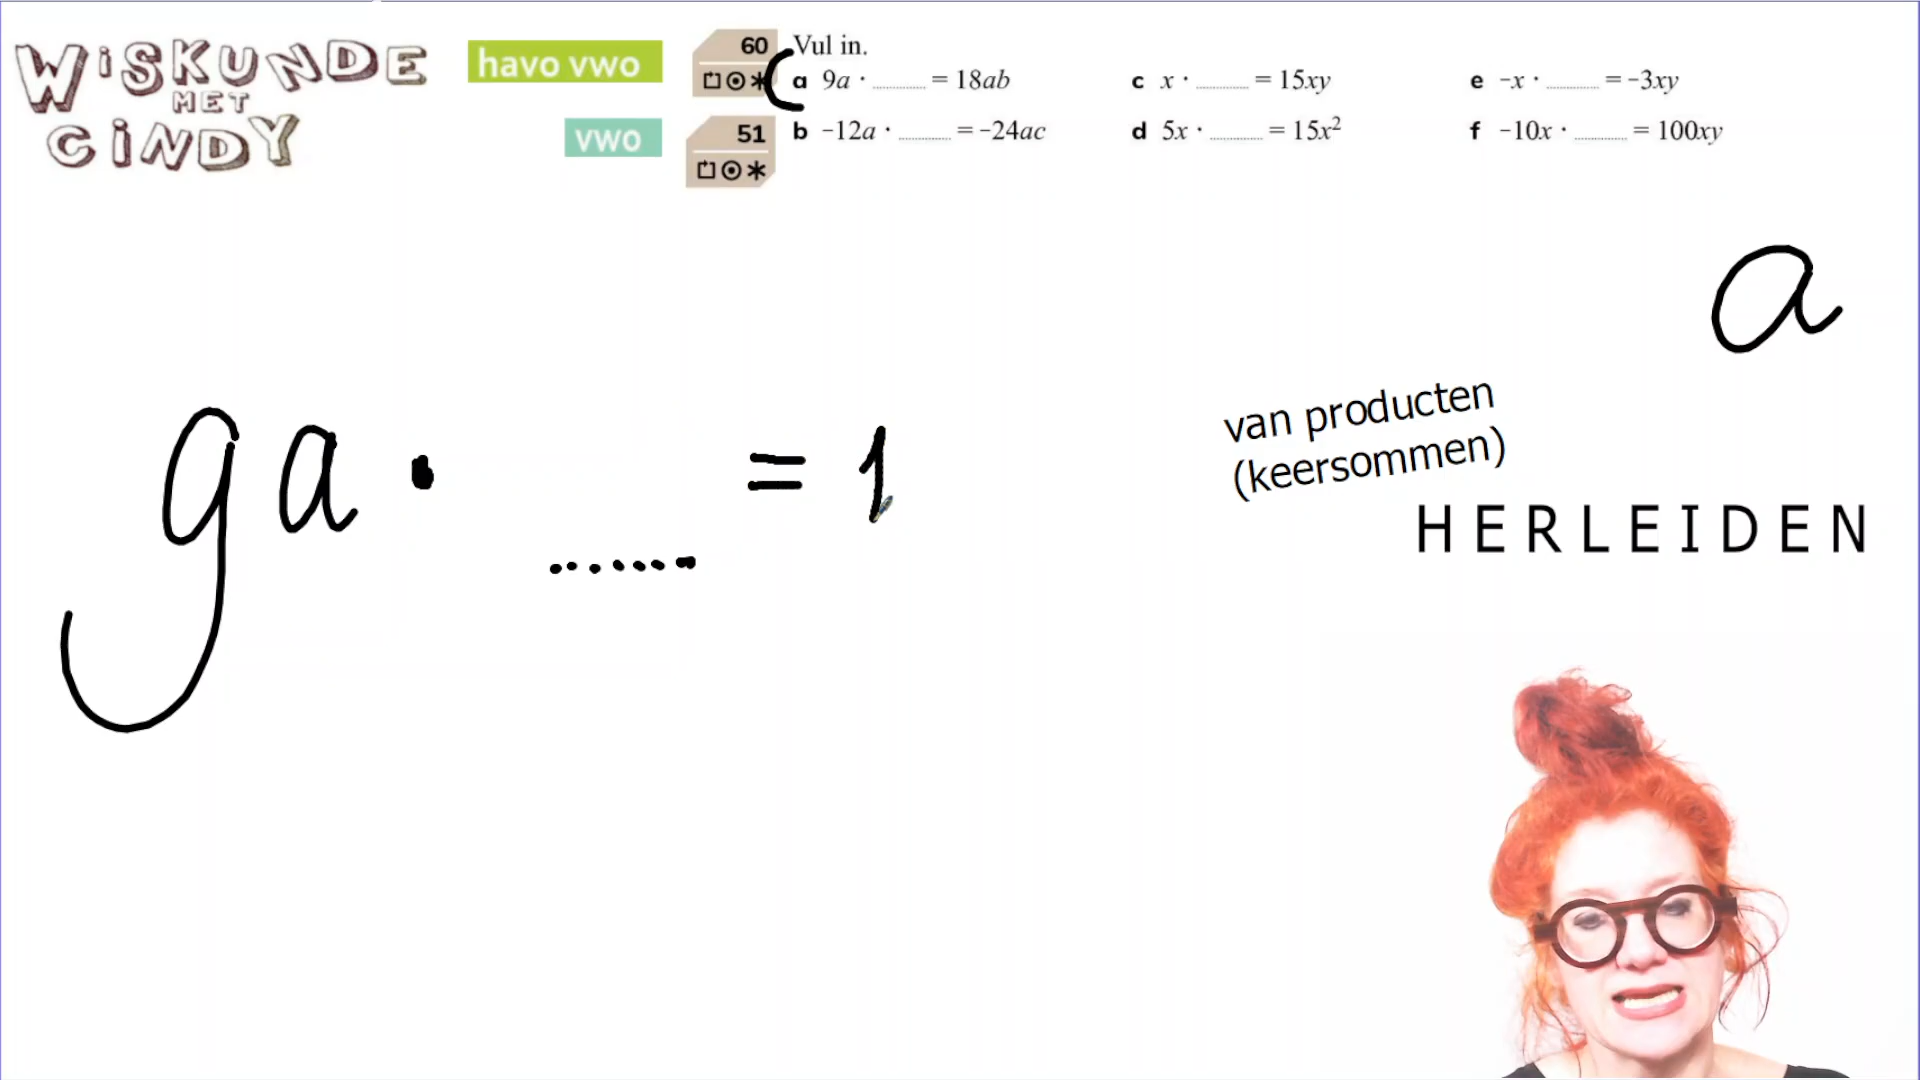 WISKUNDE
MET
CINDY
havo vwo
vwo
60
51
Vul in.
a 9a · ........ = 18ab
b –12a · ........ = –24ac
c x · ........ = 15xy
d 5x · ........ = 15x²
e –x · ........ = –3xy
f –10x · ........ = 100xy
a
9a · ....... = 1
van producten
(keersommen)
HERLEIDEN